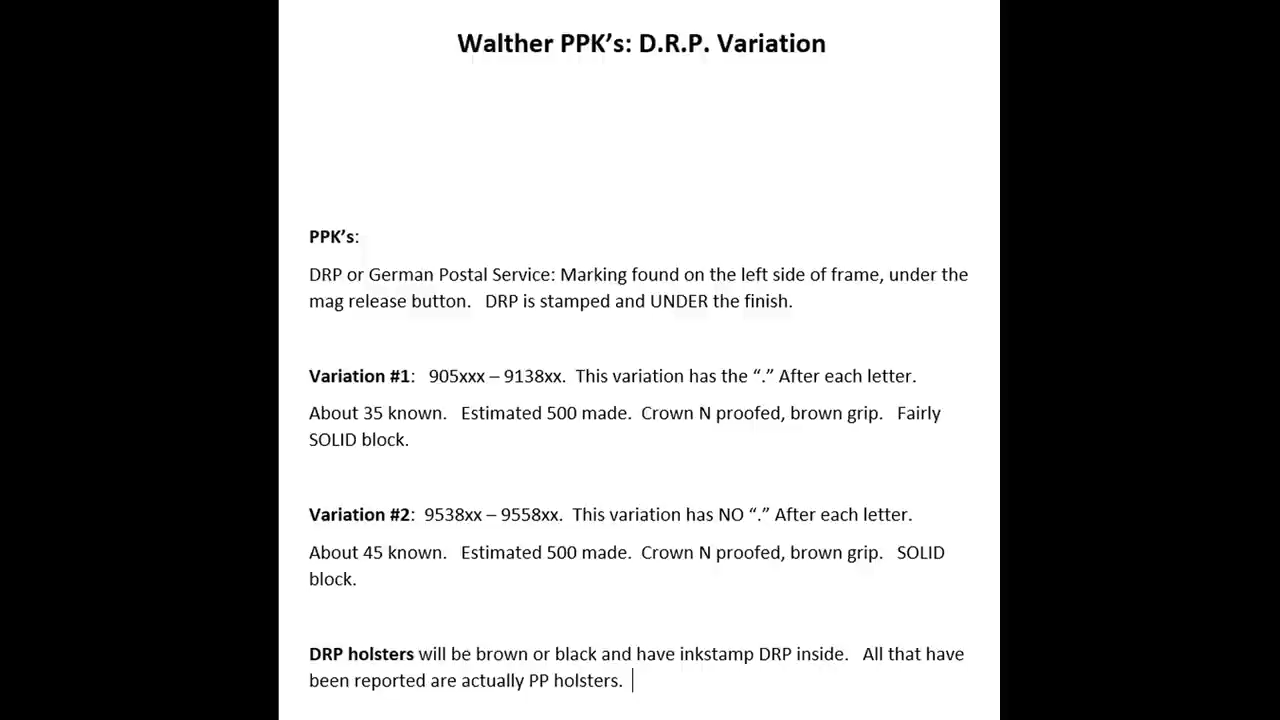 Walther PPK’s: D.R.P. Variation
PPK’s:
DRP or German Postal Service: Marking found on the left side of frame, under the
mag release button. DRP is stamped and UNDER the finish.
Variation #1: 905xxx – 9138xx. This variation has the “.” After each letter.
About 35 known. Estimated 500 made. Crown N proofed, brown grip. Fairly
SOLID block.
Variation #2: 9538xx – 9558xx. This variation has NO “.” After each letter.
About 45 known. Estimated 500 made. Crown N proofed, brown grip. SOLID
block.
DRP holsters will be brown or black and have inkstamp DRP inside. All that have
been reported are actually PP holsters.